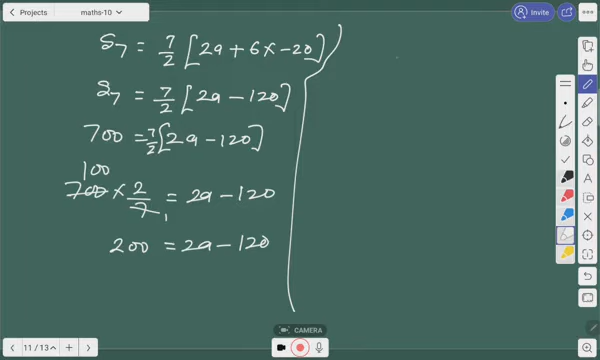 Projects
maths-10
Invite
S₇ = 7/2 [2a + 6x - 20]
S₇ = 7/2 [2a - 120]
700 = 7/2 [2a - 120]
100
700 × 2/7 1 = 2a - 120
200 = 2a - 120
CAMERA
11 / 13